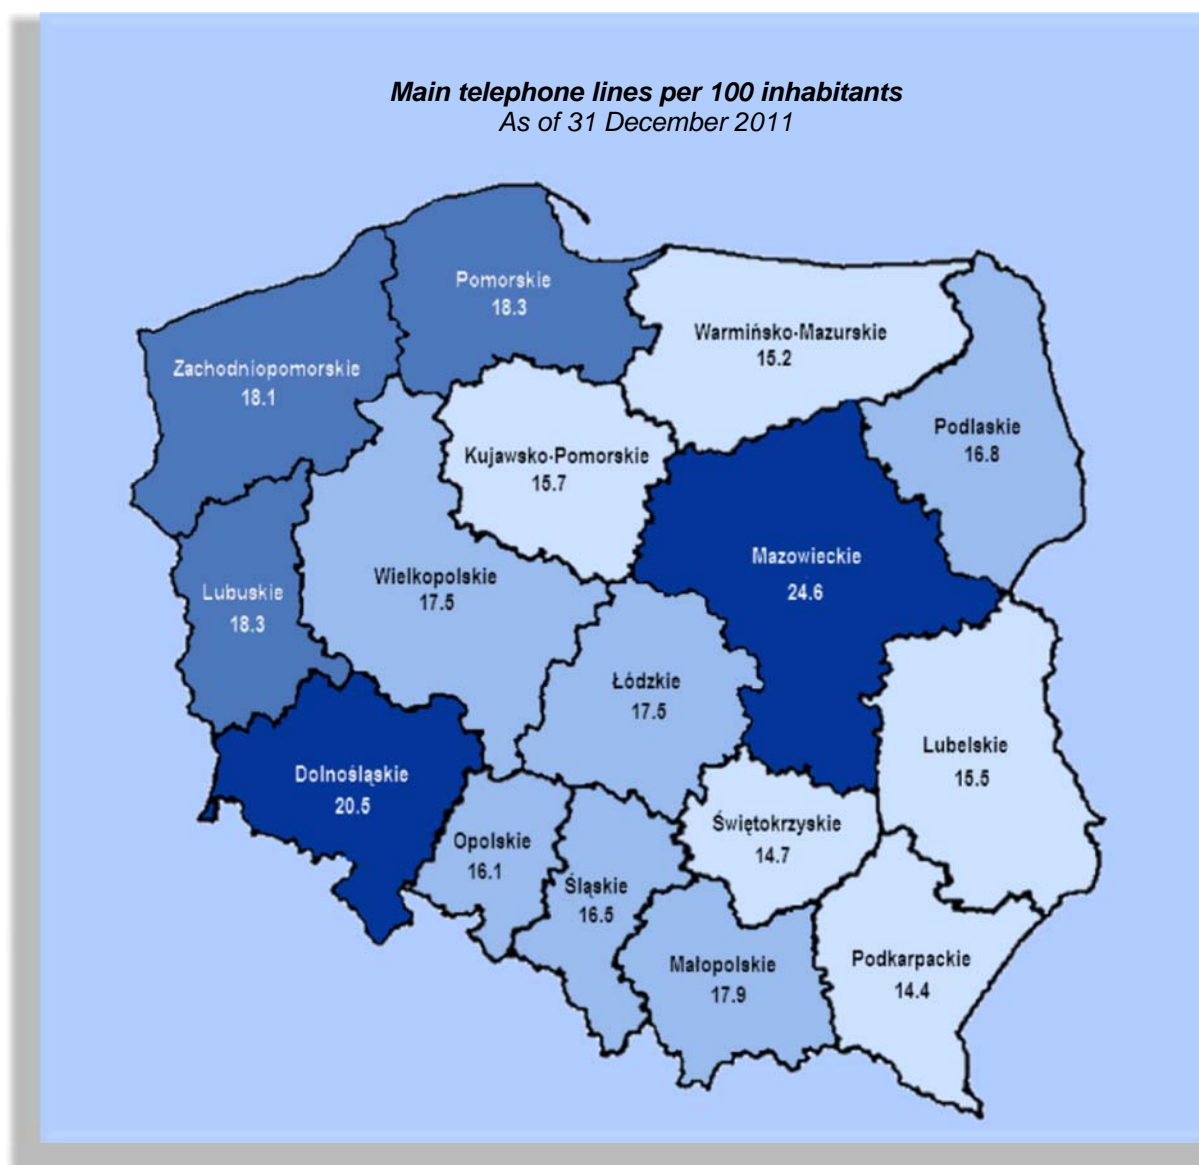 Main telephone lines per 100 inhabitants
As of 31 December 2011
Pomorskie
18.3
Warmińsko-Mazurskie
15.2
Zachodniopomorskie
18.1
Podlaskie
16.8
Kujawsko-Pomorskie
15.7
Mazowieckie
24.6
Wielkopolskie
17.5
Lubuskie
18.3
Łódzkie
17.5
Lubelskie
15.5
Dolnośląskie
20.5
Świętokrzyskie
14.7
Opolskie
16.1
Śląskie
16.5
Małopolskie
17.9
Podkarpackie
14.4